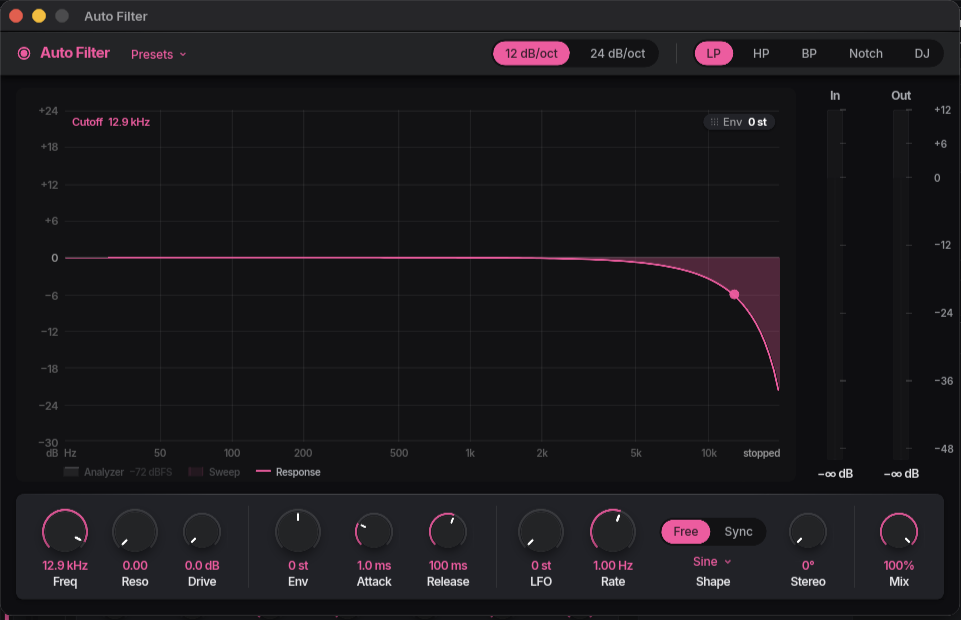 Auto Filter
Auto Filter Presets 12 dB/oct 24 dB/oct LP HP BP Notch DJ
In Out
Cutoff 12.9 kHz
Env 0 st
+24
+18
+12
+6
0
−6
−12
−18
−24
−30
dB Hz 50 100 200 500 1k 2k 5k 10k stopped
Analyzer −72 dBFS Sweep Response
+12
+6
0
−12
−24
−36
−48
−∞ dB −∞ dB
Free Sync
12.9 kHz 0.00 0.0 dB 0 st 1.0 ms 100 ms 0 st 1.00 Hz Sine 0° 100%
Freq Reso Drive Env Attack Release LFO Rate Shape Stereo Mix